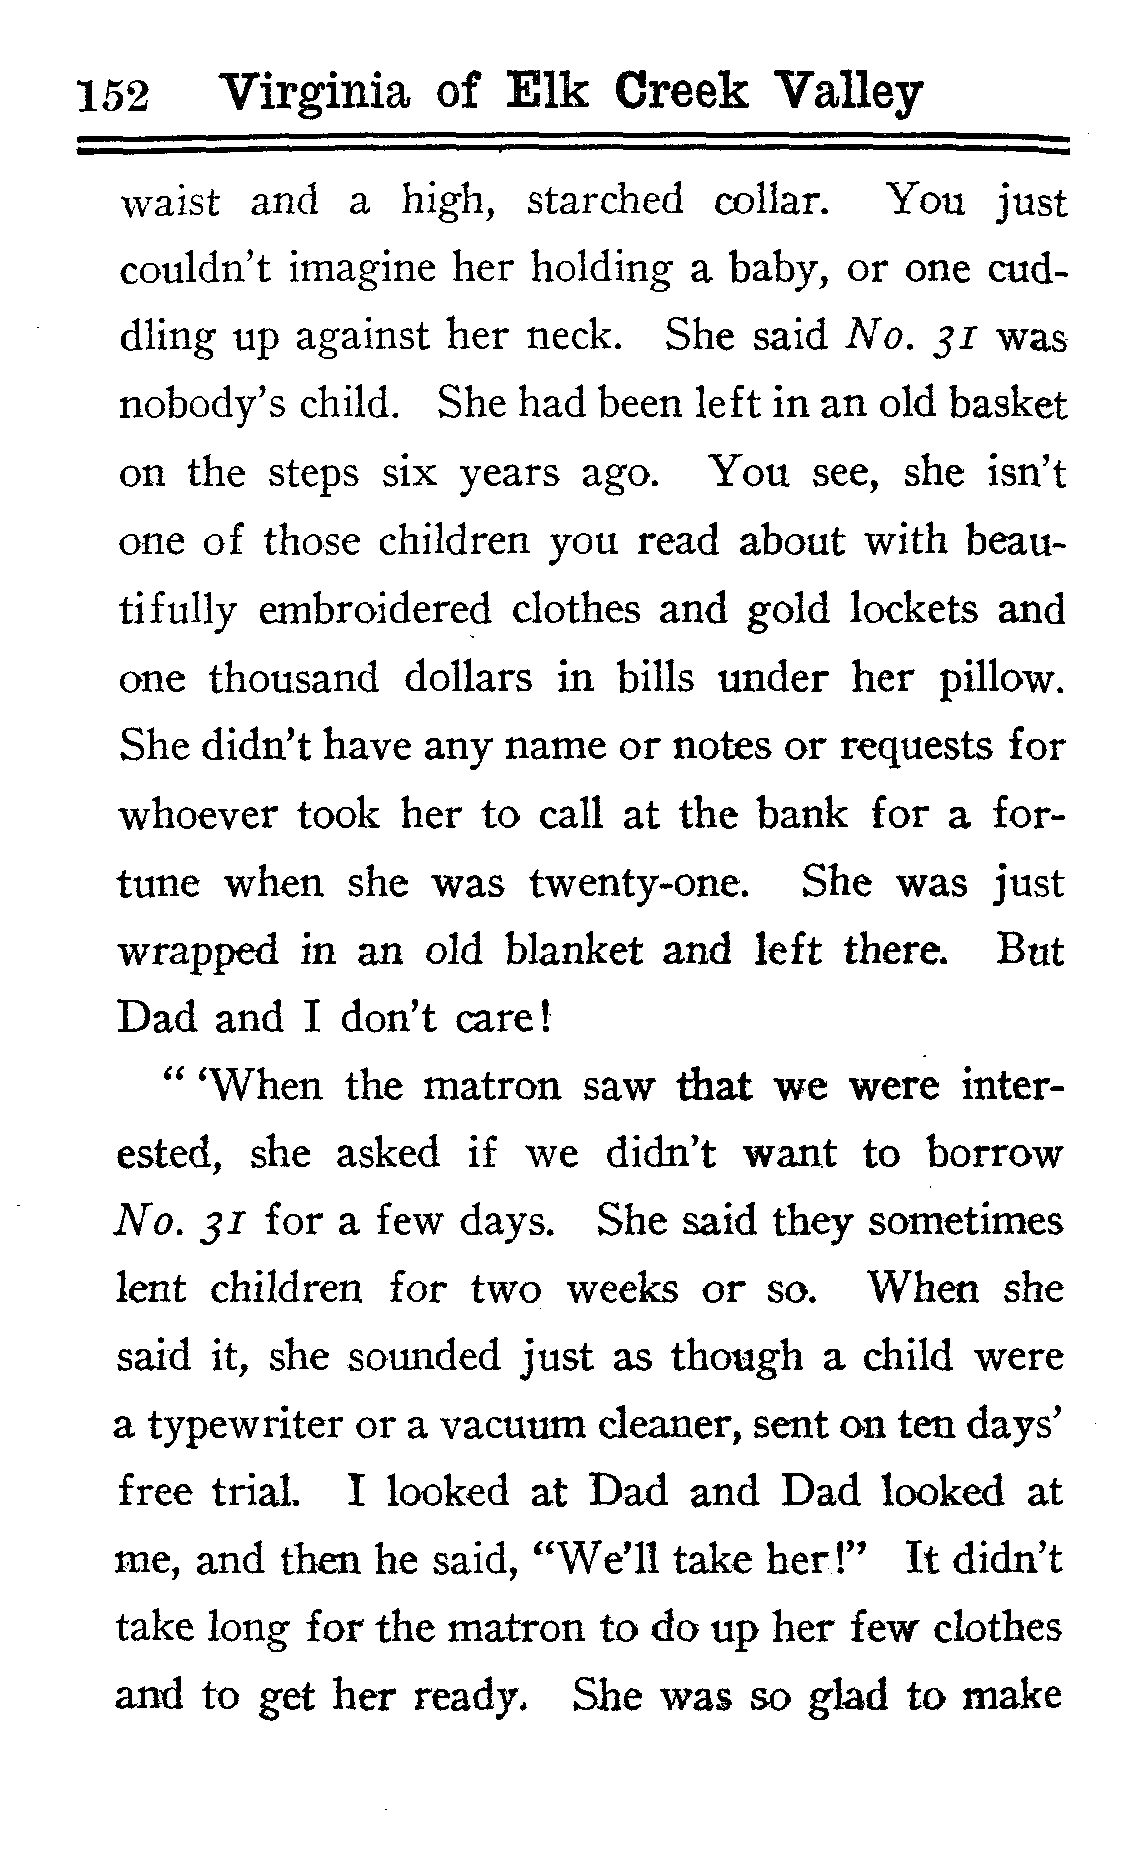 152 Virginia of Elk Creek Valley
waist and a high, starched collar. You just
couldn't imagine her holding a baby, or one cud-
dling up against her neck. She said No. 31 was
nobody's child. She had been left in an old basket
on the steps six years ago. You see, she isn't
one of those children you read about with beau-
tifully embroidered clothes and gold lockets and
one thousand dollars in bills under her pillow.
She didn't have any name or notes or requests for
whoever took her to call at the bank for a for-
tune when she was twenty-one. She was just
wrapped in an old blanket and left there. But
Dad and I don't care!
" 'When the matron saw that we were inter-
ested, she asked if we didn't want to borrow
No. 31 for a few days. She said they sometimes
lent children for two weeks or so. When she
said it, she sounded just as though a child were
a typewriter or a vacuum cleaner, sent on ten days'
free trial. I looked at Dad and Dad looked at
me, and then he said, "We'll take her!" It didn't
take long for the matron to do up her few clothes
and to get her ready. She was so glad to make